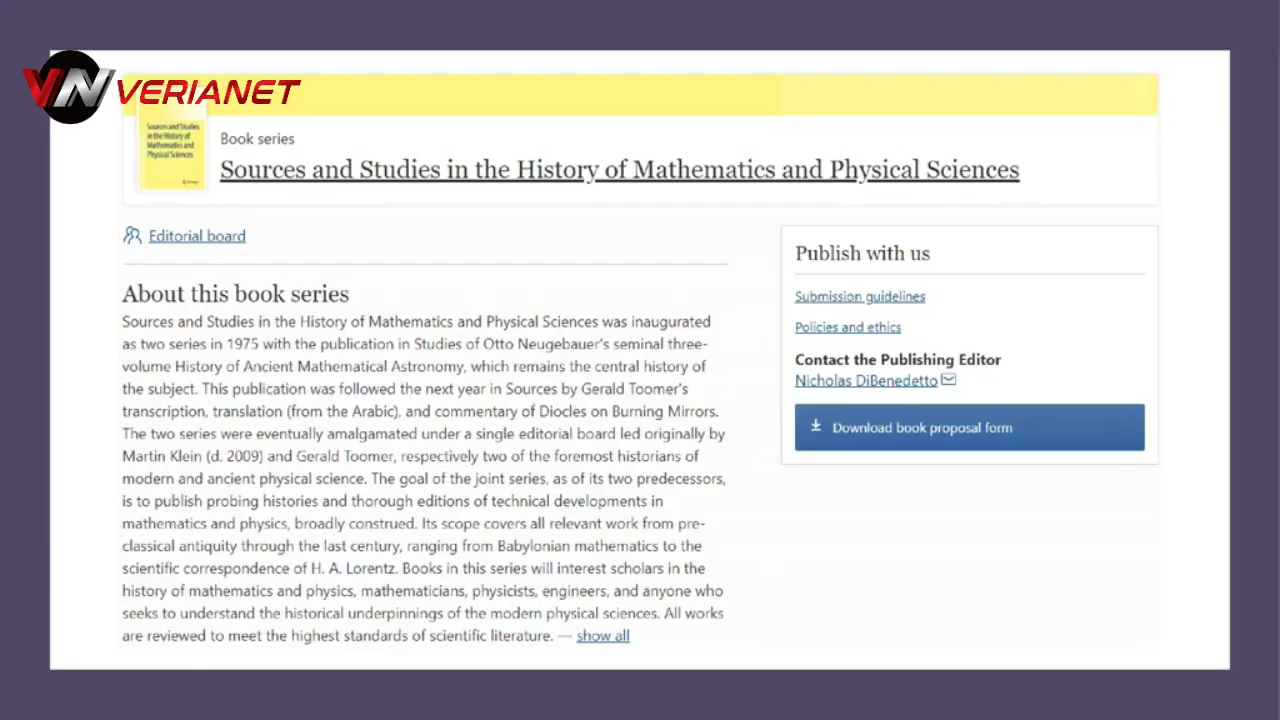 VN VERIANET
Sources and Studies
in the History of
Mathematics and
Physical Sciences
Book series
Sources and Studies in the History of Mathematics and Physical Sciences
Editorial board
About this book series
Sources and Studies in the History of Mathematics and Physical Sciences was inaugurated
as two series in 1975 with the publication in Studies of Otto Neugebauer's seminal three-
volume History of Ancient Mathematical Astronomy, which remains the central history of
the subject. This publication was followed the next year in Sources by Gerald Toomer's
transcription, translation (from the Arabic), and commentary of Diocles on Burning Mirrors.
The two series were eventually amalgamated under a single editorial board led originally by
Martin Klein (d. 2009) and Gerald Toomer, respectively two of the foremost historians of
modern and ancient physical science. The goal of the joint series, as of its two predecessors,
is to publish probing histories and thorough editions of technical developments in
mathematics and physics, broadly construed. Its scope covers all relevant work from pre-
classical antiquity through the last century, ranging from Babylonian mathematics to the
scientific correspondence of H. A. Lorentz. Books in this series will interest scholars in the
history of mathematics and physics, mathematicians, physicists, engineers, and anyone who
seeks to understand the historical underpinnings of the modern physical sciences. All works
are reviewed to meet the highest standards of scientific literature. — show all
Publish with us
Submission guidelines
Policies and ethics
Contact the Publishing Editor
Nicholas DiBenedetto
Download book proposal form